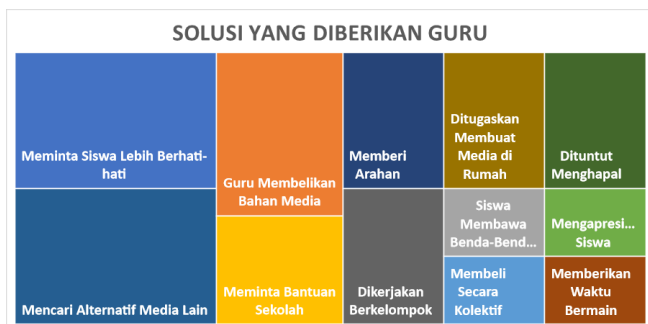 SOLUSI YANG DIBERIKAN GURU
Meminta Siswa Lebih Berhati-
hati
Mencari Alternatif Media Lain
Guru Membelikan
Bahan Media
Meminta Bantuan
Sekolah
Memberi
Arahan
Dikerjakan
Berkelompok
Ditugaskan
Membuat
Media di
Rumah
Siswa
Membawa
Benda-Bend...
Membeli
Secara
Kolektif
Dituntut
Menghapal
Mengapresi...
Siswa
Memberikan
Waktu
Bermain